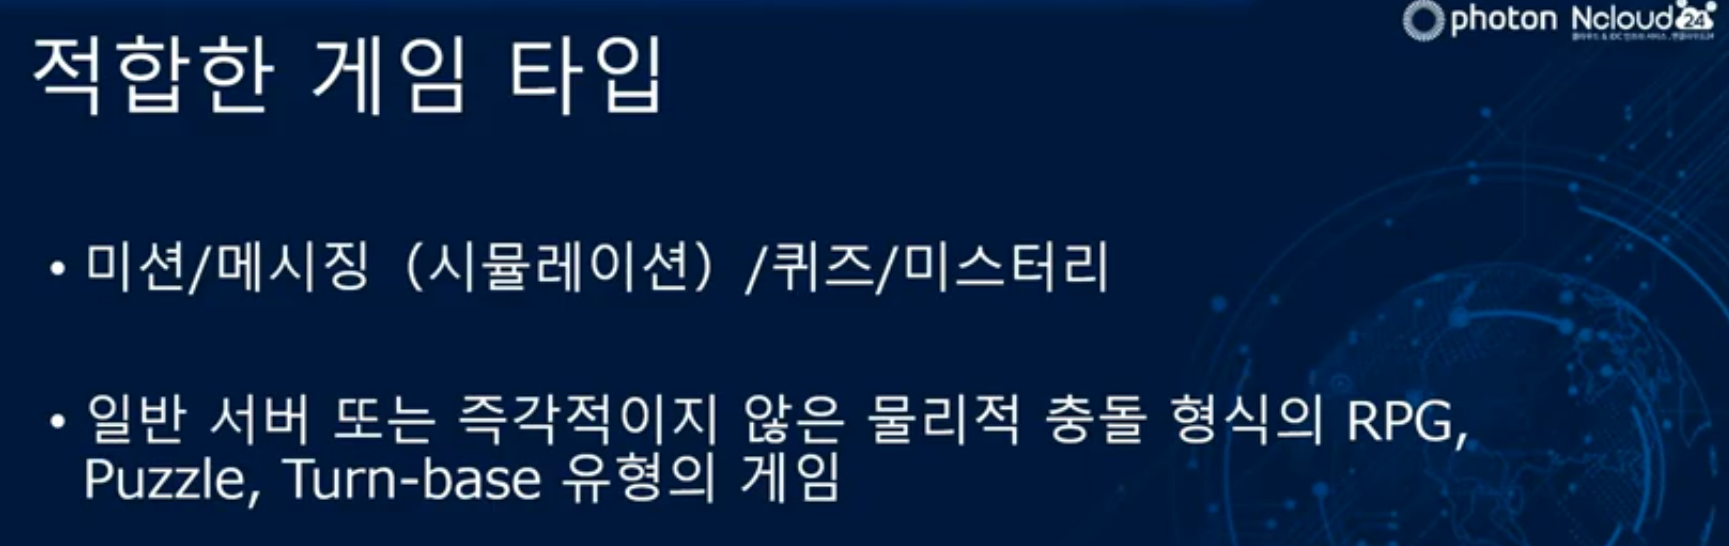 photon Ncloud24
적합한 게임 타입
• 미션/메시징 (시뮬레이션) /퀴즈/미스터리
• 일반 서버 또는 즉각적이지 않은 물리적 충돌 형식의 RPG,
Puzzle, Turn-base 유형의 게임